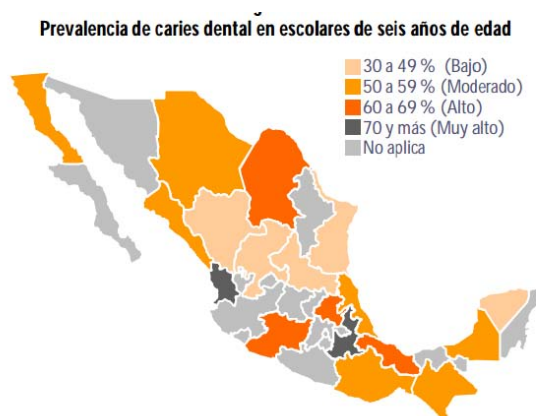 Prevalencia de caries dental en escolares de seis años de edad
30 a 49 % (Bajo)
50 a 59 % (Moderado)
60 a 69 % (Alto)
70 y más (Muy alto)
No aplica